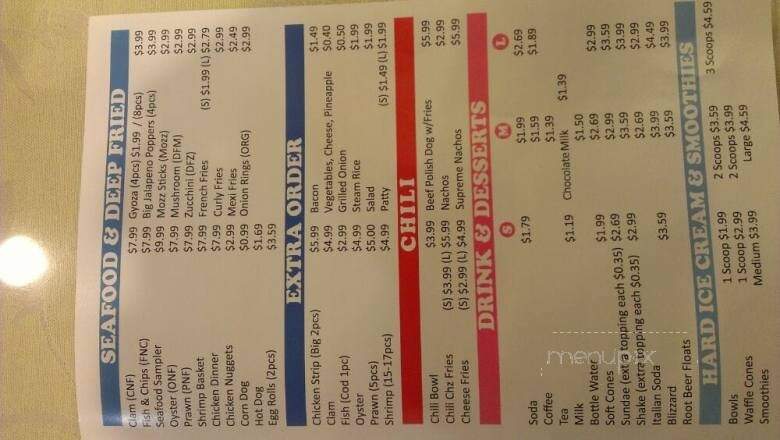 SEAFOOD & DEEP FRIED
Clam (CNF) $7.99 Gyoza (4pcs) $1.99 / (8pcs) $3.99
Fish & Chips (FNC) $7.99 Big Jalapeno Poppers (4pcs) $3.99
Seafood Sampler $9.99 Mozz Sticks (Mozz) $2.99
Oyster (ONF) $7.99 Mushroom (DFM) $2.99
Prawn (PNF) $7.99 Zucchini (DFZ) $2.99
Shrimp Basket $7.99 French Fries (S) $1.99 (L) $2.79
Chicken Dinner $7.99 Curly Fries $2.99
Chicken Nuggets $2.99 Mexi Fries $2.49
Corn Dog $0.99 Onion Rings (ORG) $2.99
Hot Dog $1.69
Egg Rolls (2pcs) $3.59
EXTRA ORDER
Chicken Strip (Big 2pcs) $5.99 Bacon $1.49
Clam $4.99 Vegetables, Cheese, Pineapple $0.40
Fish (Cod 1pc) $2.99 Grilled Onion $0.50
Oyster $4.99 Steam Rice $1.99
Prawn (5pcs) $5.00 Salad $1.99
Shrimp (15-17pcs) $4.99 Patty (S) $1.49 (L) $1.99
CHILI
Chili Bowl $3.99 Beef Polish Dog w/Fries $5.99
Chili Chz Fries (S) $3.99 (L) $5.99 Nachos $2.99
Cheese Fries (S) $2.99 (L) $4.99 Supreme Nachos $5.99
DRINK & DESSERTS
S M L
Soda $1.79 $1.99 $2.69
Coffee $1.59 $1.89
Tea $1.39
Milk $1.19 Chocolate Milk $1.39
Bottle Water $1.50
Soft Cones $1.99 $2.69 $2.99
Sundae (extra topping each $0.35) $2.69 $2.99 $3.59
Shake (extra topping each $0.35) $2.99 $3.59 $3.99
Italian Soda $2.69 $2.99
Blizzard $3.59 $3.99 $4.49
Root Beer Floats $3.59 $3.99
HARD ICE CREAM & SMOOTHIES
Bowls 1 Scoop $1.99 2 Scoops $3.59 3 Scoops $4.59
Waffle Cones 1 Scoop $2.99 2 Scoops $3.99
Smoothies Medium $3.99 Large $4.59
menupix